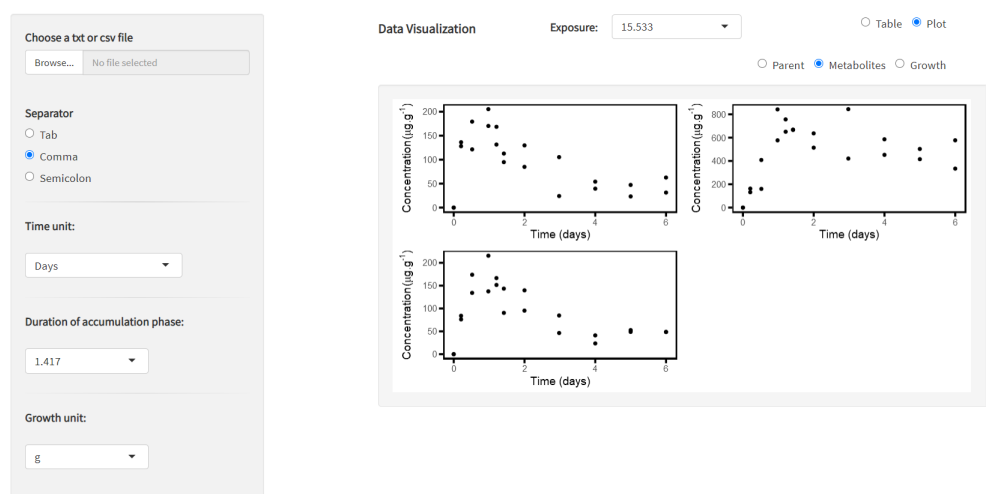 Choose a txt or csv file
Browse... No file selected
Separator
Tab
Comma
Semicolon
Time unit:
Days
Duration of accumulation phase:
1.417
Growth unit:
g
Data Visualization Exposure: 15.533 Table Plot
Parent Metabolites Growth
Concentration(µg.g⁻¹)
200
150
100
50
0
0 2 4 6
Time (days)
Concentration(µg.g⁻¹)
800
600
400
200
0
0 2 4 6
Time (days)
Concentration(µg.g⁻¹)
200
150
100
50
0
0 2 4 6
Time (days)